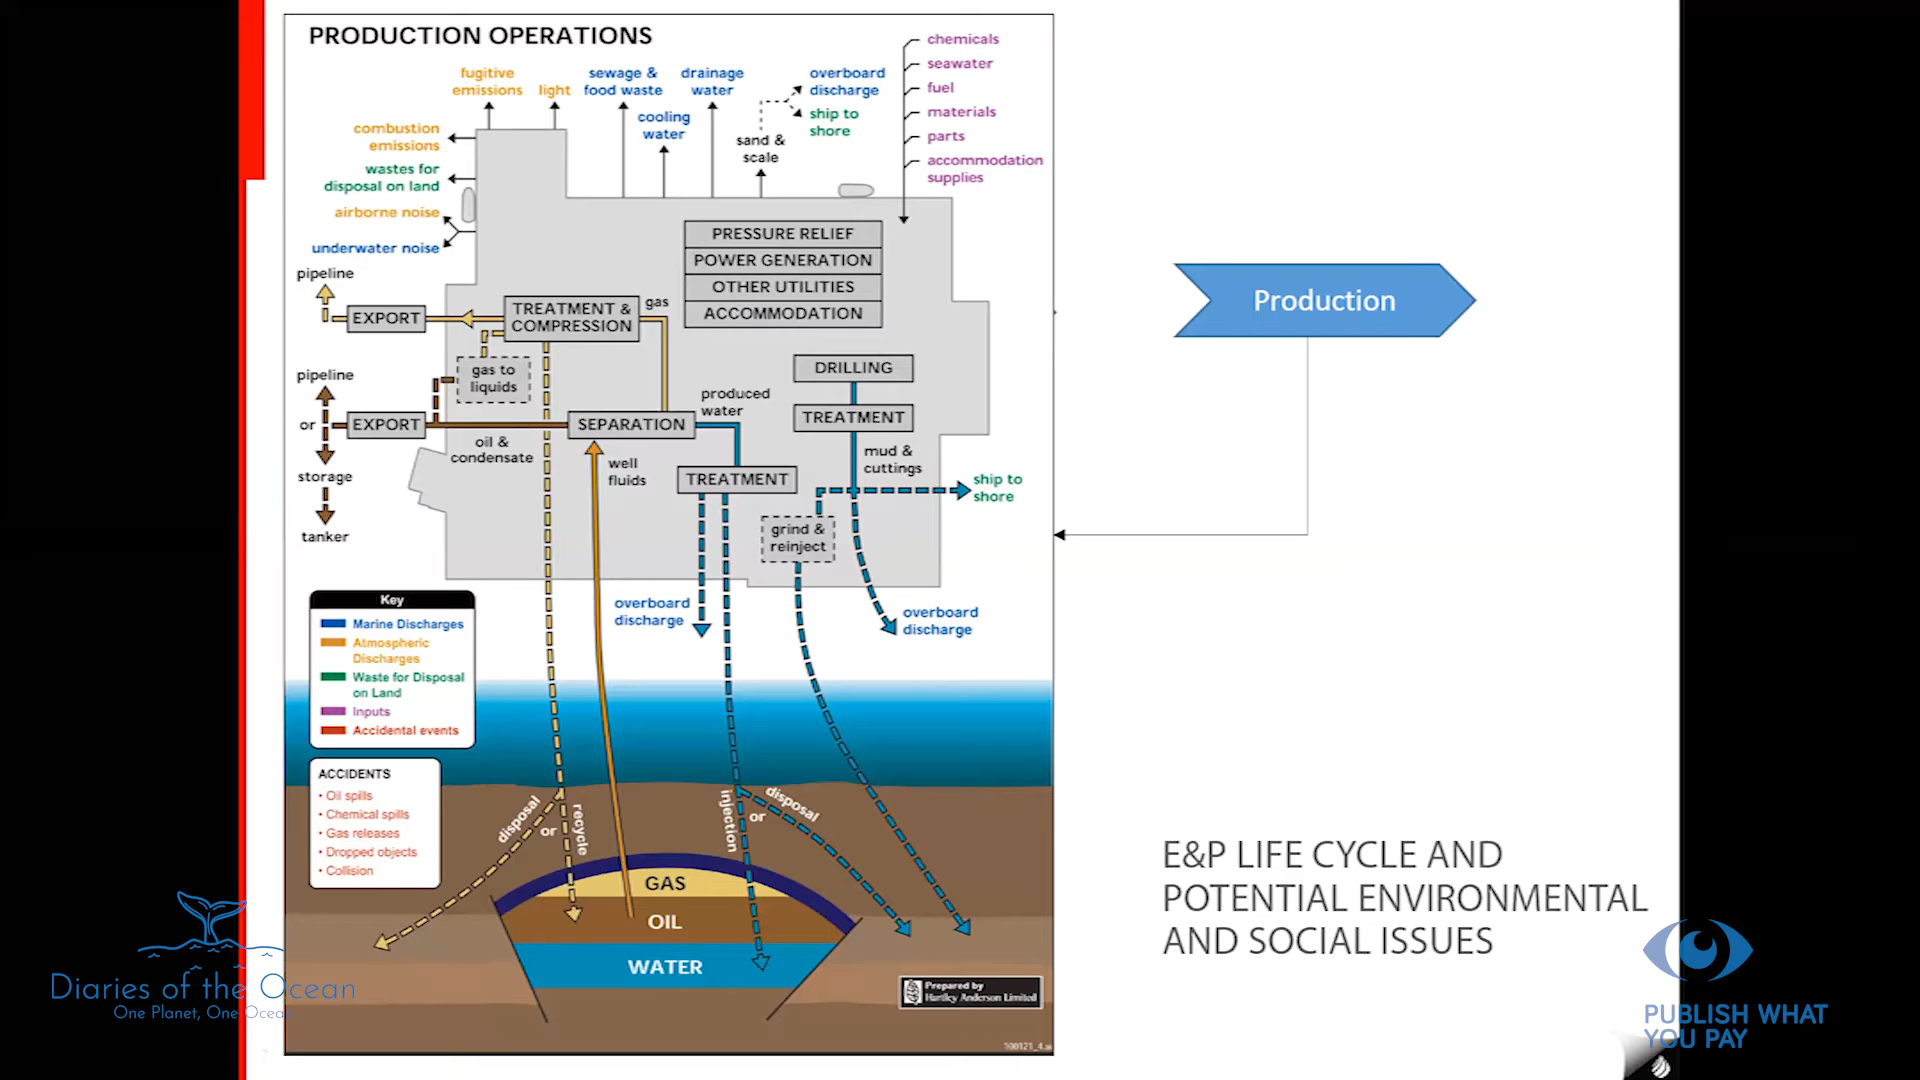 PRODUCTION OPERATIONS
fugitive
emissions
light
sewage &
food waste
drainage
water
cooling
water
overboard
discharge
ship to
shore
sand &
scale
chemicals
seawater
fuel
materials
parts
accommodation
supplies
combustion
emissions
wastes for
disposal on land
airborne noise
underwater noise
pipeline
EXPORT
TREATMENT &
COMPRESSION
gas
PRESSURE RELIEF
POWER GENERATION
OTHER UTILITIES
ACCOMMODATION
Production
gas to
liquids
pipeline
or
EXPORT
storage
tanker
oil &
condensate
SEPARATION
produced
water
well
fluids
TREATMENT
DRILLING
TREATMENT
mud &
cuttings
ship to
shore
grind &
reinject
overboard
discharge
overboard
discharge
Key
Marine Discharges
Atmospheric
Discharges
Waste for Disposal
on Land
Inputs
Accidental events
ACCIDENTS
• Oil spills
• Chemical spills
• Gas releases
• Dropped objects
• Collision
disposal
or
recycle
injection
or
disposal
GAS
OIL
WATER
Prepared by
Hartley Anderson Limited
100121_4.ai
E&P LIFE CYCLE AND
POTENTIAL ENVIRONMENTAL
AND SOCIAL ISSUES
Diaries of the Ocean
One Planet, One Ocean
PUBLISH WHAT
YOU PAY
7